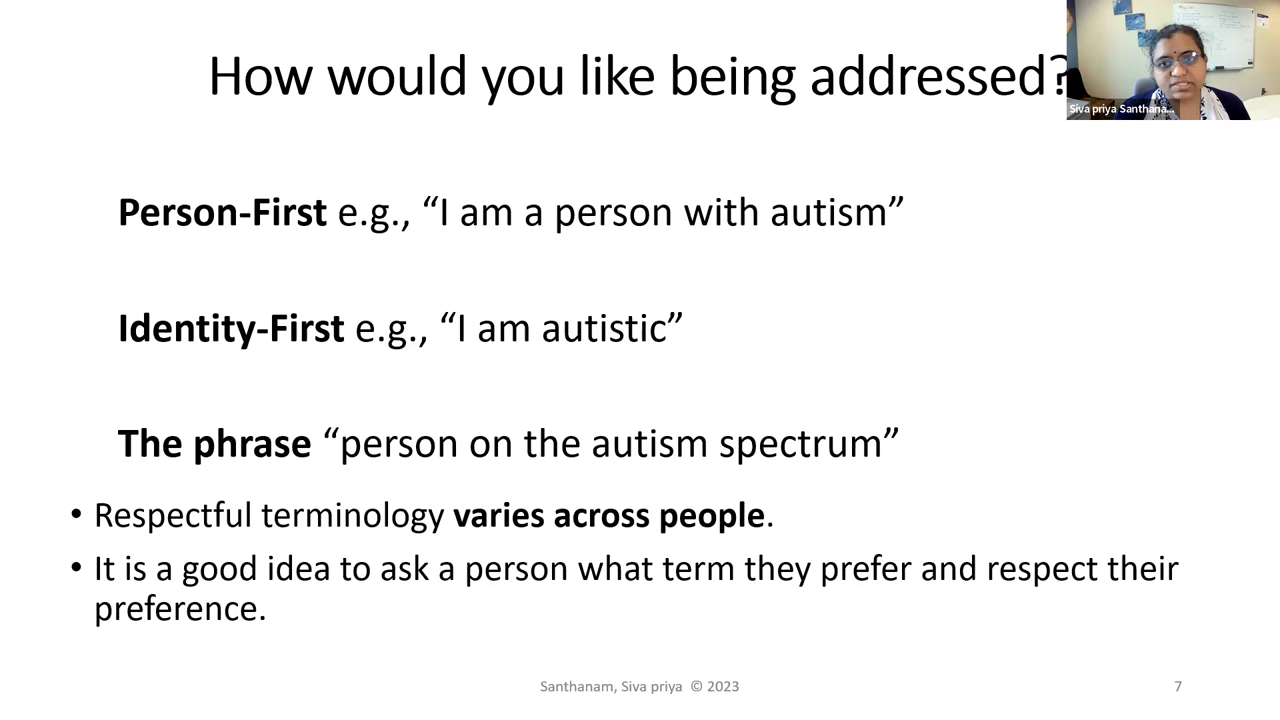 How would you like being addressed?
Siva priya Santhana...
Person-First e.g., “I am a person with autism”
Identity-First e.g., “I am autistic”
The phrase “person on the autism spectrum”
• Respectful terminology varies across people.
• It is a good idea to ask a person what term they prefer and respect their
preference.
Santhanam, Siva priya © 2023
7